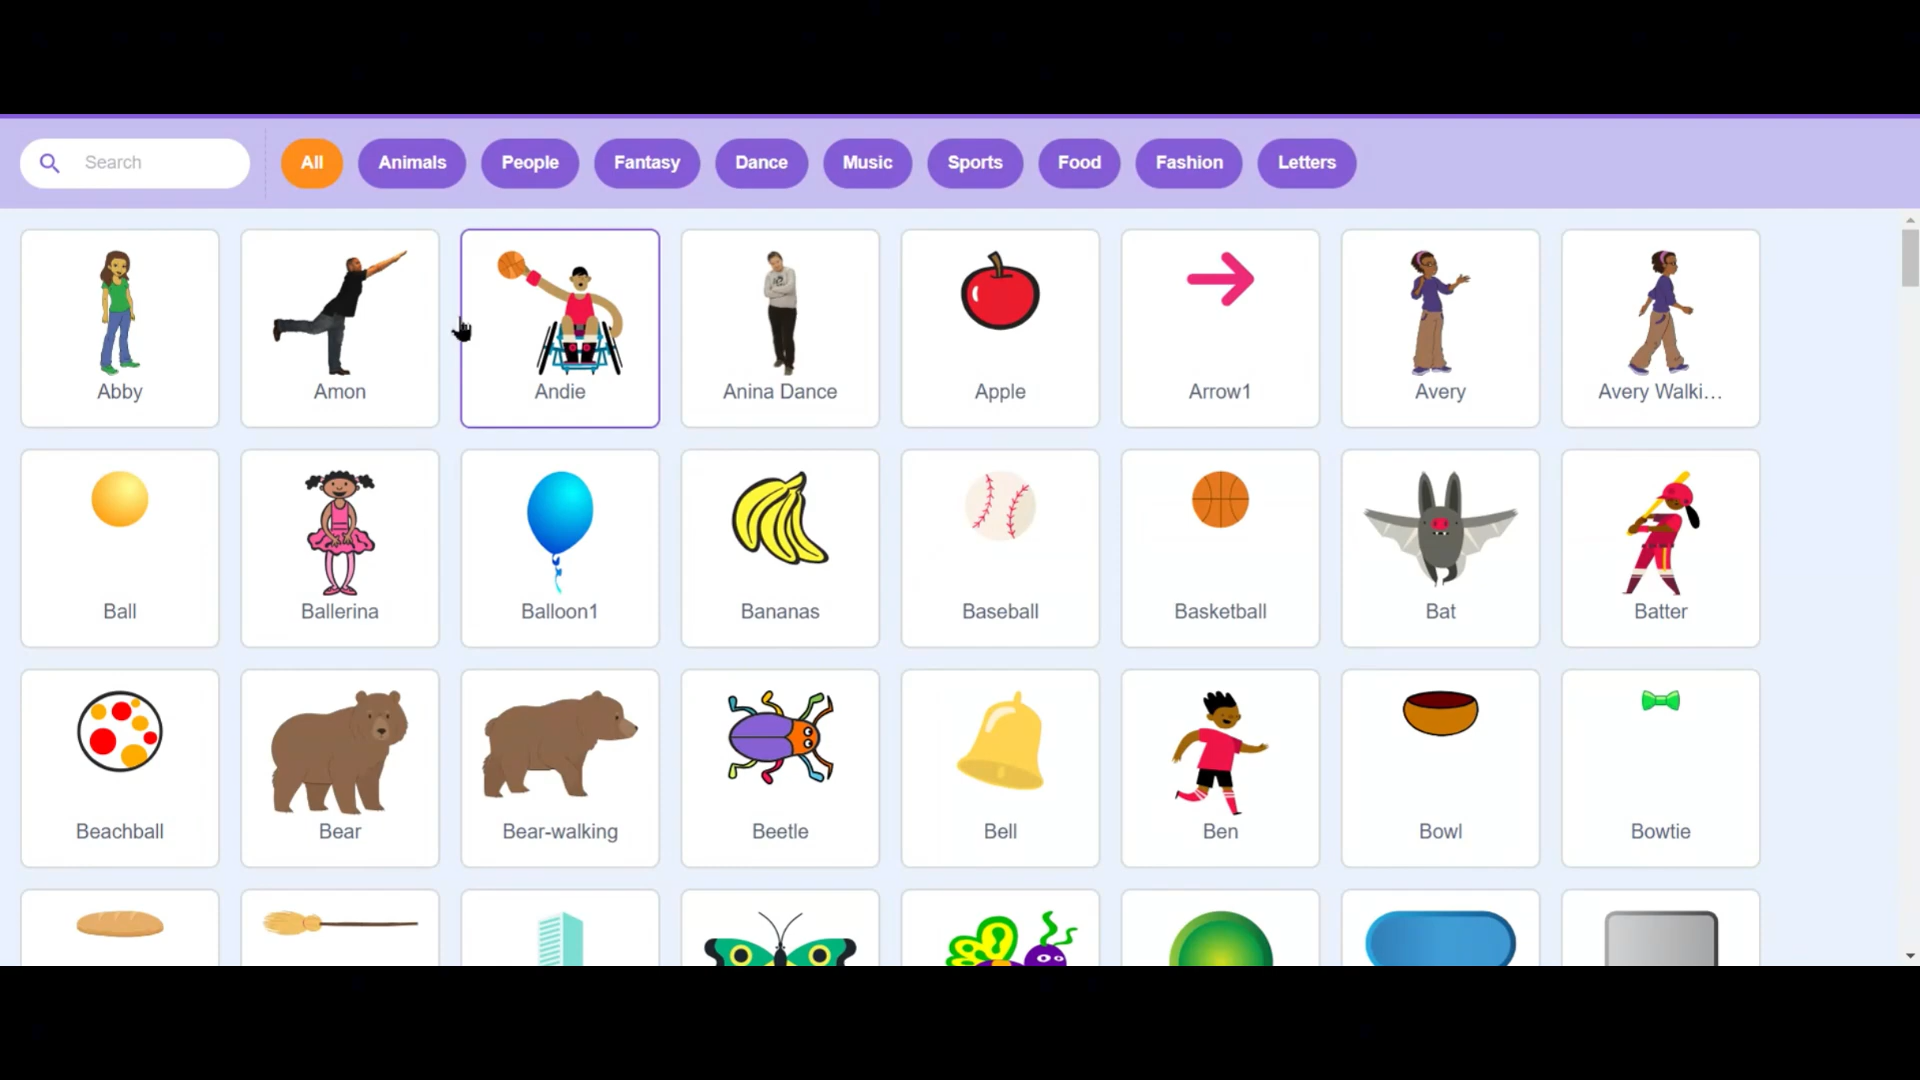 Search
All
Animals
People
Fantasy
Dance
Music
Sports
Food
Fashion
Letters
Abby
Amon
Andie
Anina Dance
Apple
Arrow1
Avery
Avery Walki...
Ball
Ballerina
Balloon1
Bananas
Baseball
Basketball
Bat
Batter
Beachball
Bear
Bear-walking
Beetle
Bell
Ben
Bowl
Bowtie